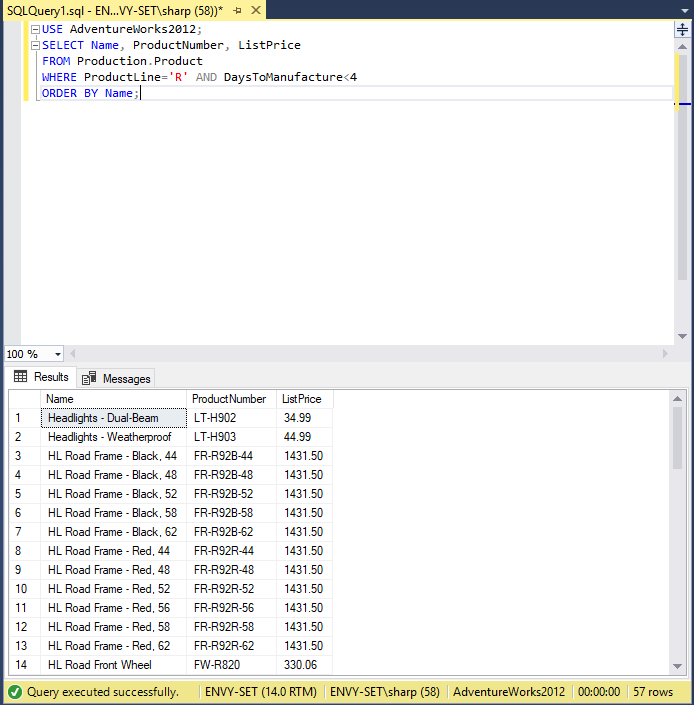 SQLQuery1.sql - EN...VY-SET\sharp (58))*
USE AdventureWorks2012;
SELECT Name, ProductNumber, ListPrice
FROM Production.Product
WHERE ProductLine='R' AND DaysToManufacture<4
ORDER BY Name;
100 %
Results Messages
Name ProductNumber ListPrice
1 Headlights - Dual-Beam LT-H902 34.99
2 Headlights - Weatherproof LT-H903 44.99
3 HL Road Frame - Black, 44 FR-R92B-44 1431.50
4 HL Road Frame - Black, 48 FR-R92B-48 1431.50
5 HL Road Frame - Black, 52 FR-R92B-52 1431.50
6 HL Road Frame - Black, 58 FR-R92B-58 1431.50
7 HL Road Frame - Black, 62 FR-R92B-62 1431.50
8 HL Road Frame - Red, 44 FR-R92R-44 1431.50
9 HL Road Frame - Red, 48 FR-R92R-48 1431.50
10 HL Road Frame - Red, 52 FR-R92R-52 1431.50
11 HL Road Frame - Red, 56 FR-R92R-56 1431.50
12 HL Road Frame - Red, 58 FR-R92R-58 1431.50
13 HL Road Frame - Red, 62 FR-R92R-62 1431.50
14 HL Road Front Wheel FW-R820 330.06
Query executed successfully. ENVY-SET (14.0 RTM) ENVY-SET\sharp (58) AdventureWorks2012 00:00:00 57 rows